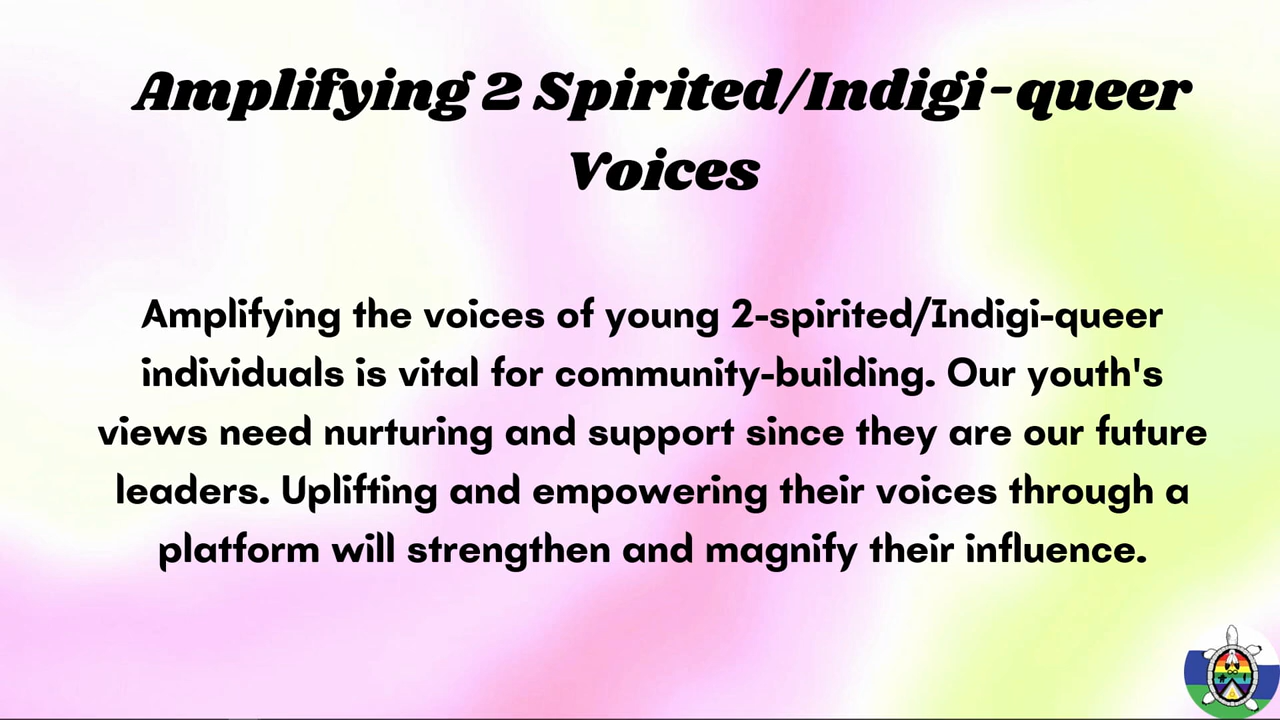 Amplifying 2 Spirited/Indigi-queer
Voices
Amplifying the voices of young 2-spirited/Indigi-queer
individuals is vital for community-building. Our youth's
views need nurturing and support since they are our future
leaders. Uplifting and empowering their voices through a
platform will strengthen and magnify their influence.